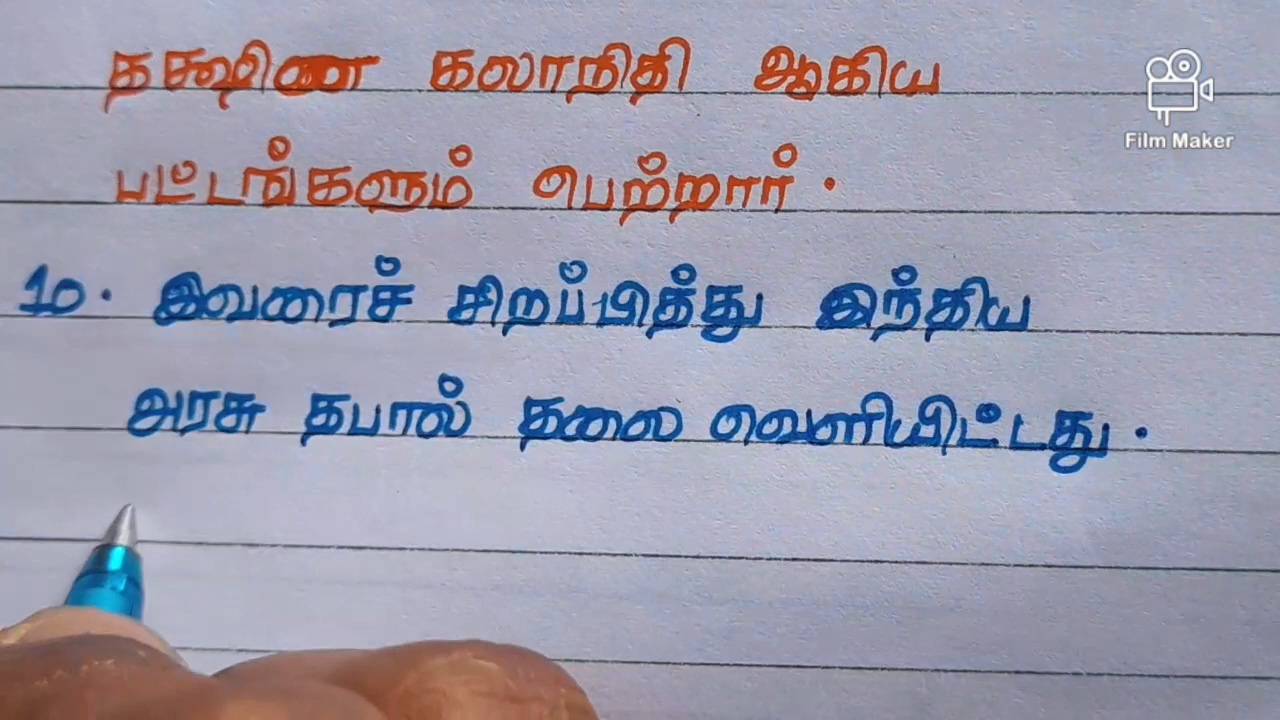 தக்ஷிண கலாநிதி ஆகிய
Film Maker
பட்டங்களும் பெற்றார்.
10. இவரைச் சிறப்பித்து இந்திய
அரசு தபால் தலை வெளியிட்டது.